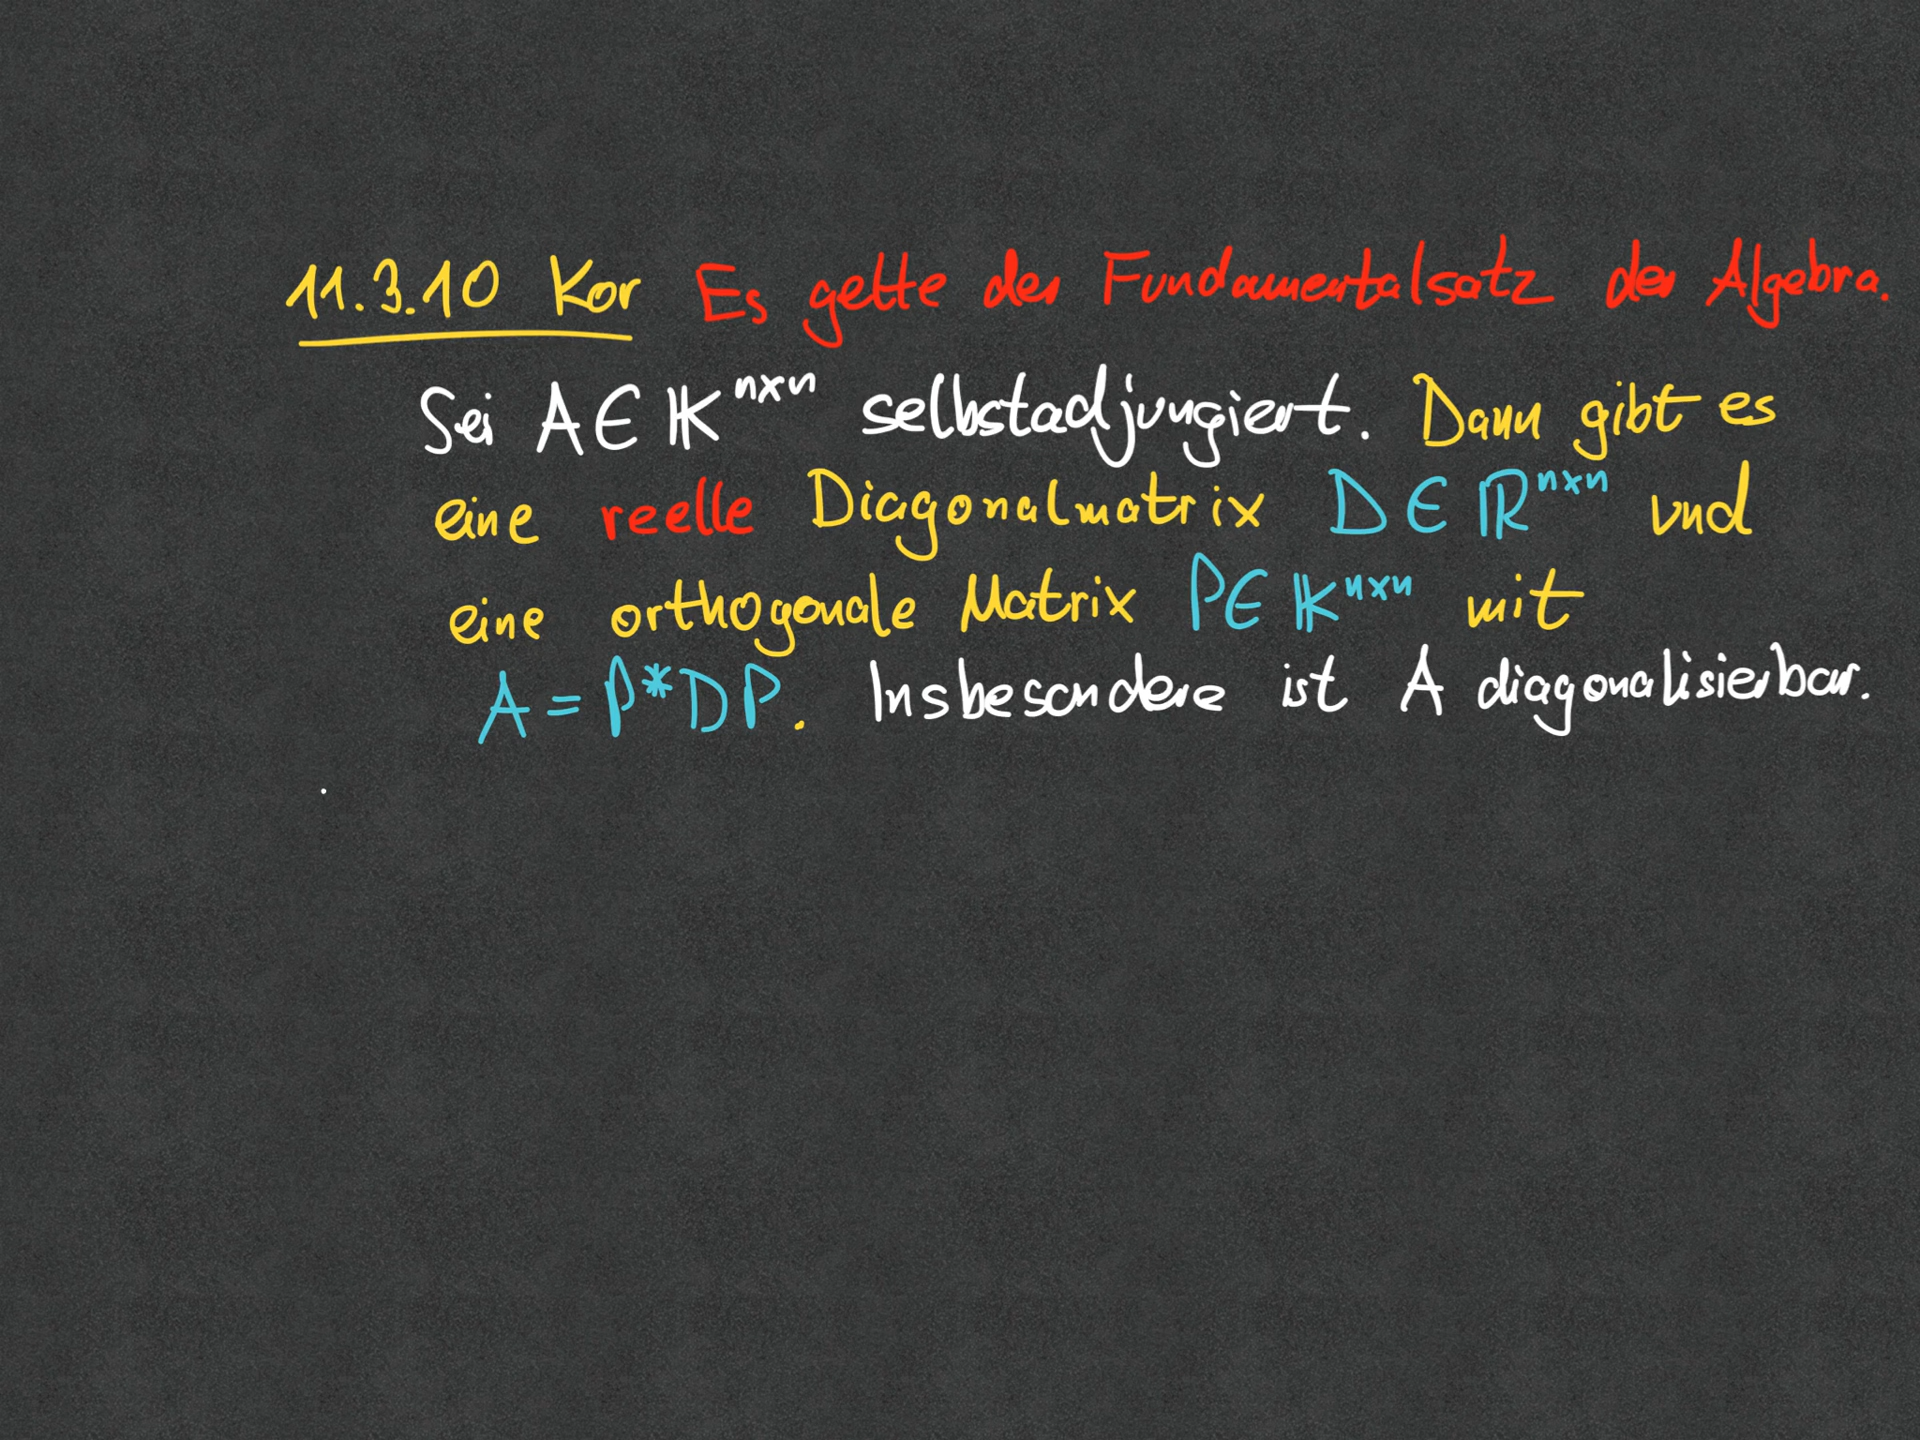 11.3.10 Kor Es gelte der Fundamentalsatz der Algebra.
Sei A ∈ 𝕂ⁿˣⁿ selbstadjungiert. Dann gibt es
eine reelle Diagonalmatrix D ∈ ℝⁿˣⁿ und
eine orthogonale Matrix P ∈ 𝕂ⁿˣⁿ mit
A = P*DP. Insbesondere ist A diagonalisierbar.